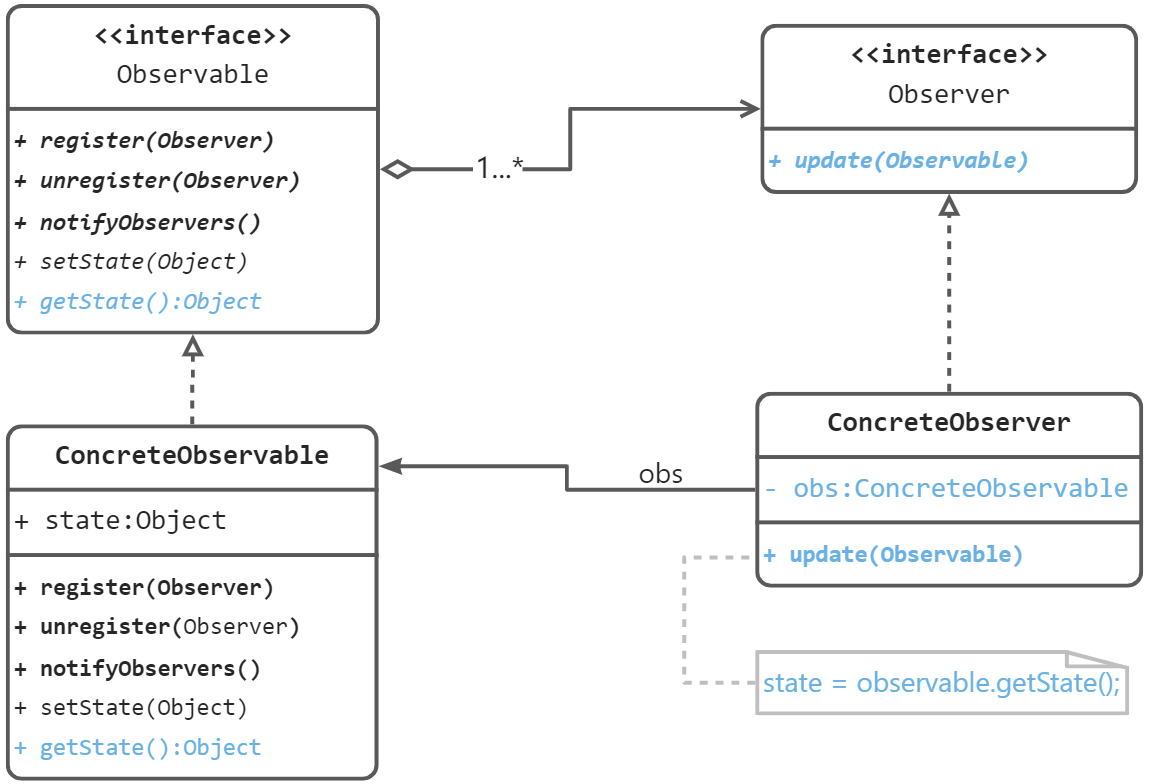 <<interface>>
Observable
+ register(Observer)
+ unregister(Observer)
+ notifyObservers()
+ setState(Object)
+ getState():Object
1...*
<<interface>>
Observer
+ update(Observable)
ConcreteObservable
+ state:Object
+ register(Observer)
+ unregister(Observer)
+ notifyObservers()
+ setState(Object)
+ getState():Object
obs
ConcreteObserver
- obs:ConcreteObservable
+ update(Observable)
state = observable.getState();